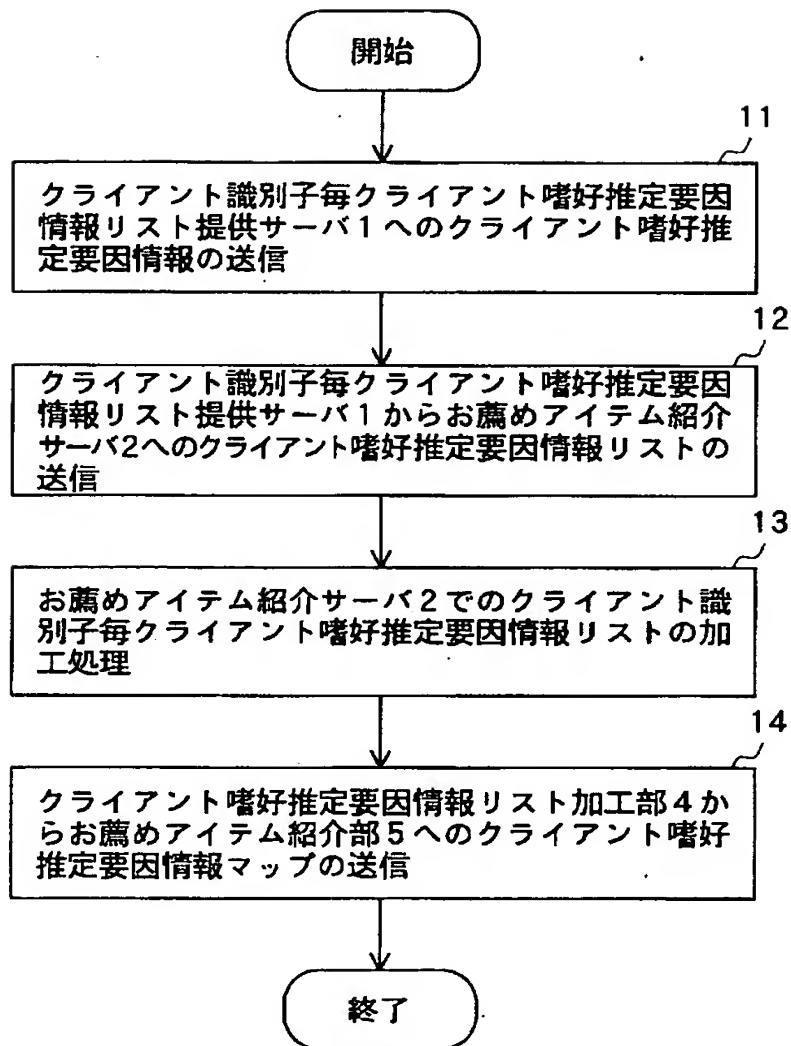 開始
11
クライアント識別子毎クライアント嗜好推定要因
情報リスト提供サーバ1へのクライアント嗜好推
定要因情報の送信
12
クライアント識別子毎クライアント嗜好推定要因
情報リスト提供サーバ1からお薦めアイテム紹介
サーバ2へのクライアント嗜好推定要因情報リストの
送信
13
お薦めアイテム紹介サーバ2でのクライアント識
別子毎クライアント嗜好推定要因情報リストの加
工処理
14
クライアント嗜好推定要因情報リスト加工部4か
らお薦めアイテム紹介部5へのクライアント嗜好
推定要因情報マップの送信
終了